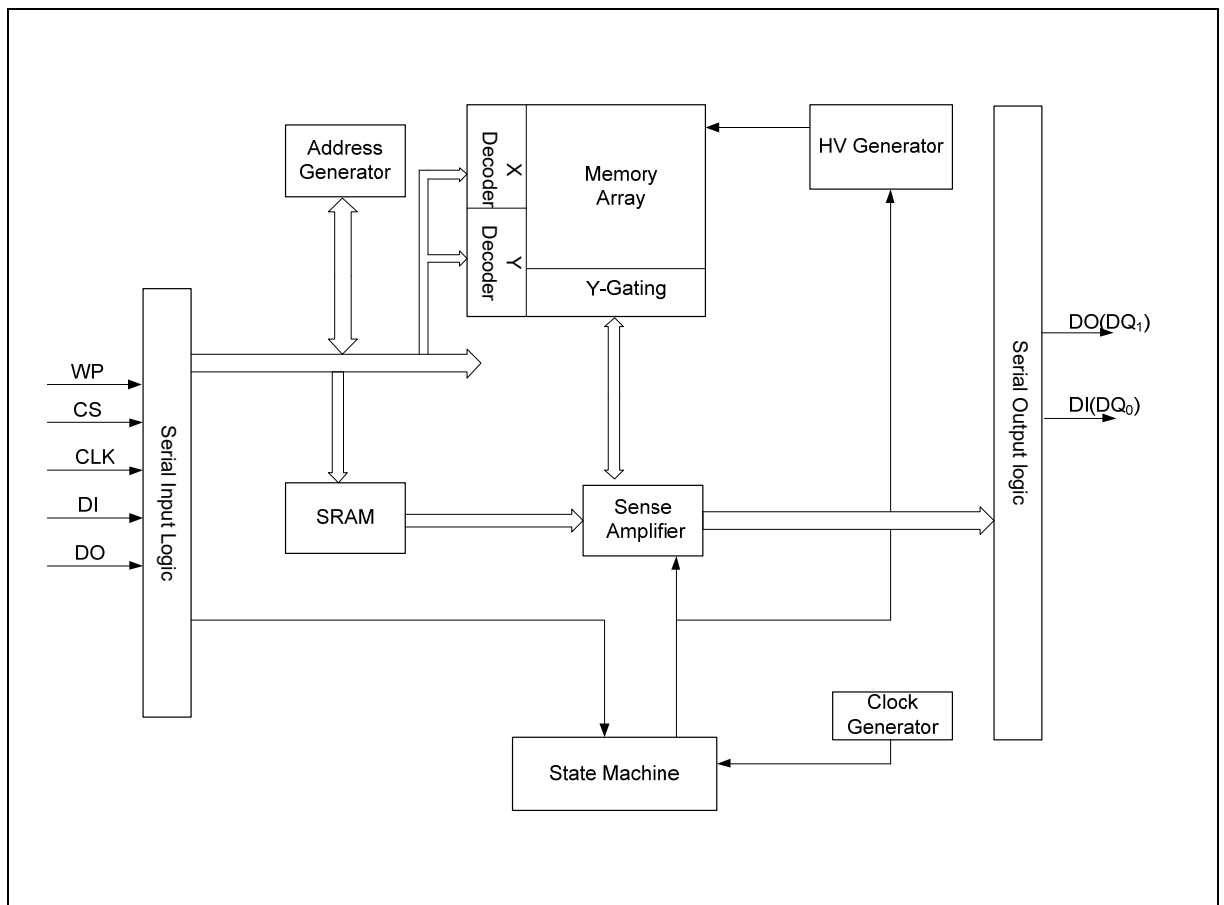 Address
Generator
X
Decoder
Y
Decoder
Memory
Array
Y-Gating
HV Generator
WP
CS
CLK
DI
DO
Serial Input Logic
SRAM
Sense
Amplifier
Serial Output logic
DO(DQ₁)
DI(DQ₀)
Clock
Generator
State Machine